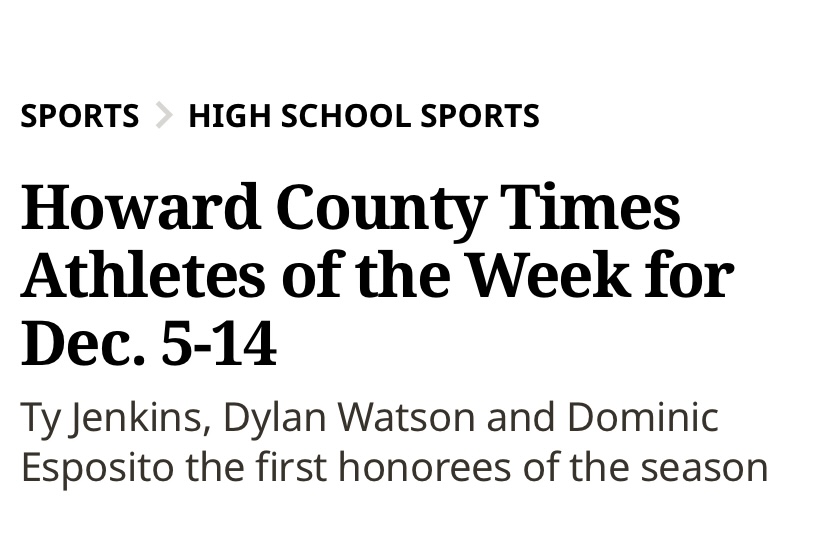 SPORTS > HIGH SCHOOL SPORTS
Howard County Times
Athletes of the Week for
Dec. 5-14
Ty Jenkins, Dylan Watson and Dominic
Esposito the first honorees of the season